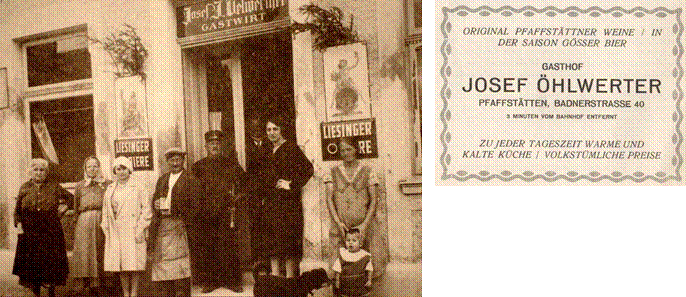 Josef Öhlwerter
GASTWIRT
LIESINGER
LIESINGER
BIERE
ORIGINAL PFAFFSTÄTTNER WEINE / IN
DER SAISON GÖSSER BIER
GASTHOF
JOSEF ÖHLWERTER
PFAFFSTÄTTEN, BADNERSTRASSE 40
3 MINUTEN VOM BAHNHOF ENTFERNT
ZU JEDER TAGESZEIT WARME UND
KALTE KÜCHE / VOLKSTÜMLICHE PREISE